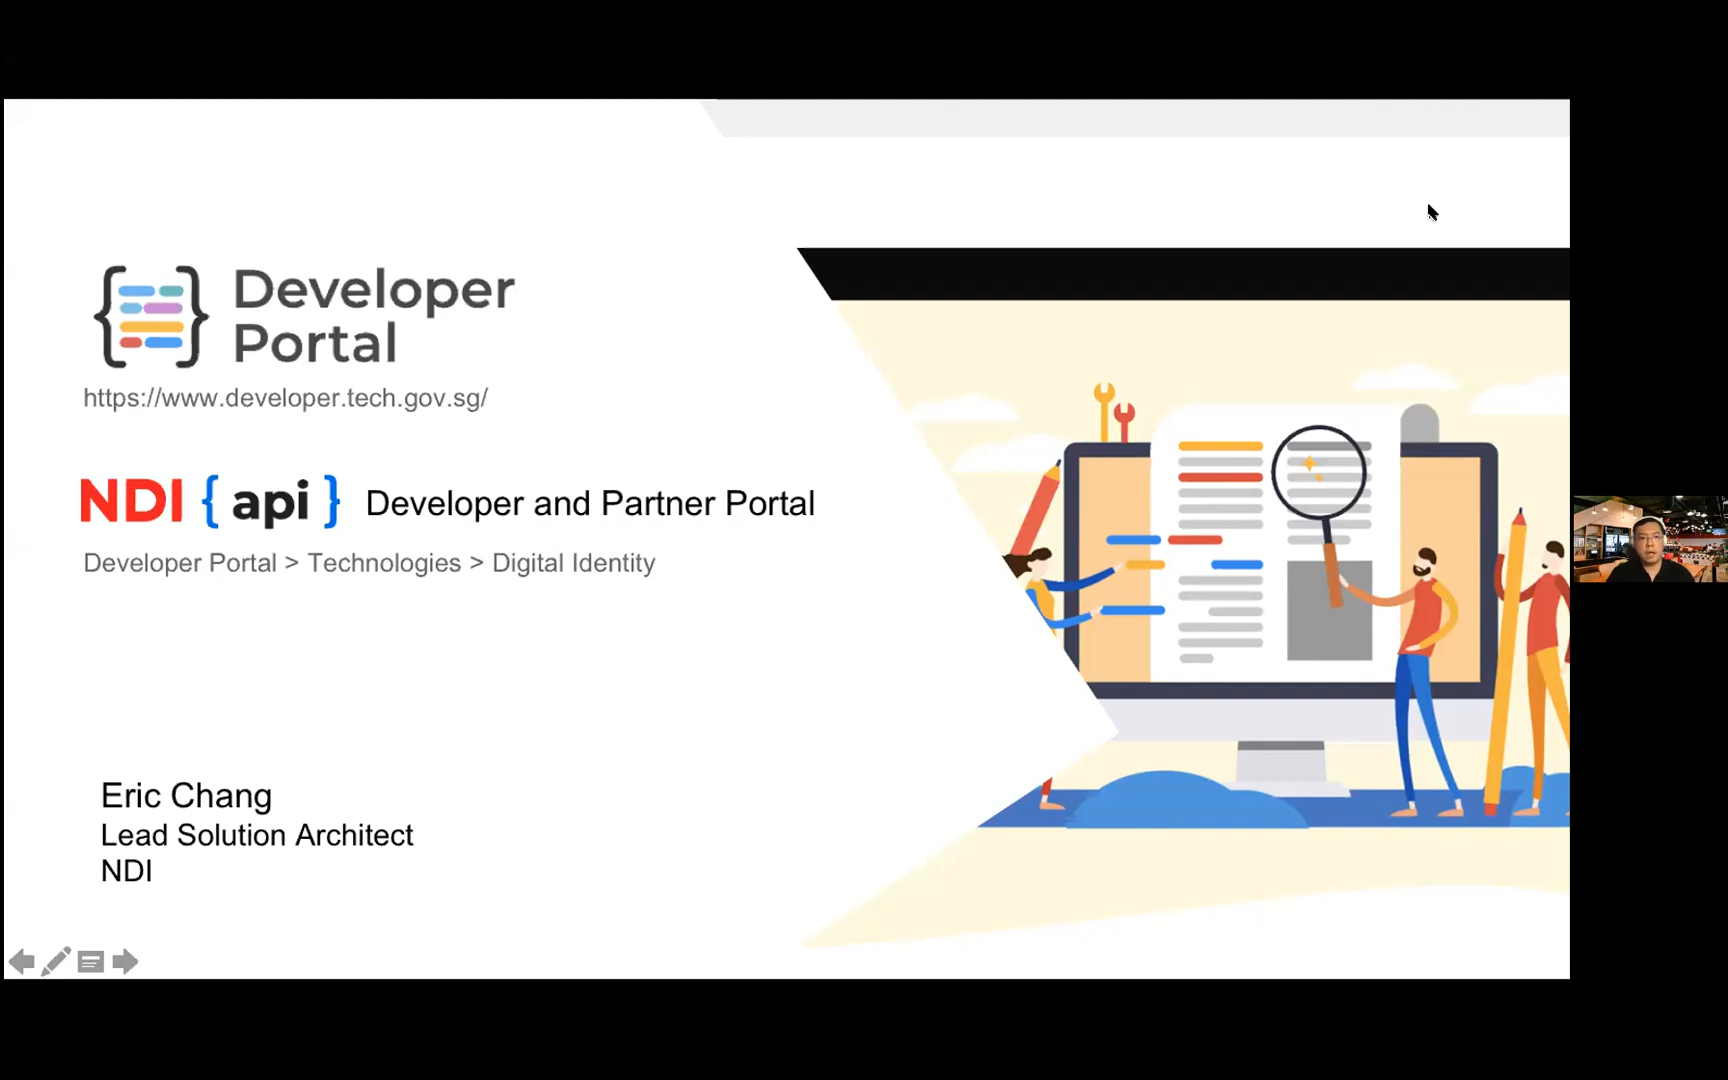 Developer
Portal
https://www.developer.tech.gov.sg/
NDI { api } Developer and Partner Portal
Developer Portal > Technologies > Digital Identity
Eric Chang
Lead Solution Architect
NDI